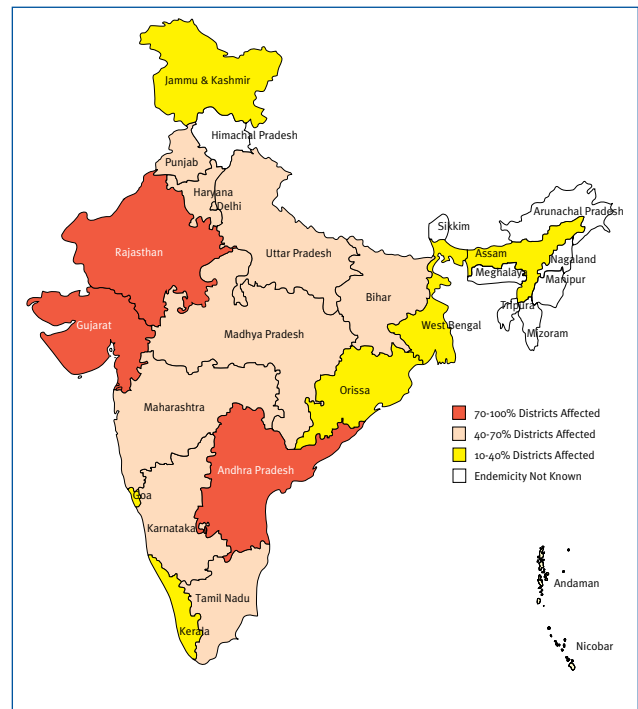 Jammu & Kashmir
Himachal Pradesh
Punjab
Haryana
Delhi
Sikkim
Arunachal Pradesh
Rajasthan
Uttar Pradesh
Assam
Nagaland
Meghalaya
Manipur
Bihar
Tripura
Gujarat
West Bengal
Madhya Pradesh
Mizoram
Orissa
Maharashtra
70-100% Districts Affected
40-70% Districts Affected
10-40% Districts Affected
Endemicity Not Known
Andhra Pradesh
Goa
Karnataka
Andaman
Tamil Nadu
Kerala
Nicobar